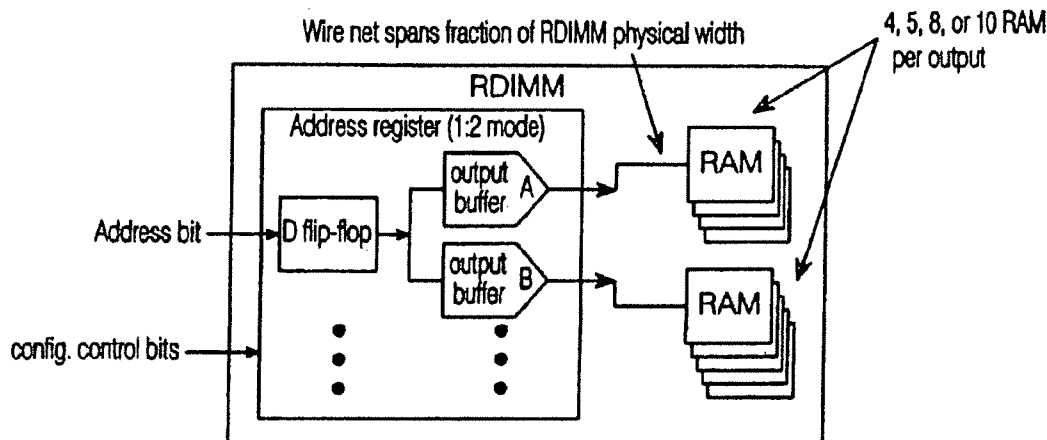 Wire net spans fraction of RDIMM physical width
4, 5, 8, or 10 RAM
per output
RDIMM
Address register (1:2 mode)
output
buffer
A
RAM
Address bit
D flip-flop
output
buffer
B
RAM
config. control bits